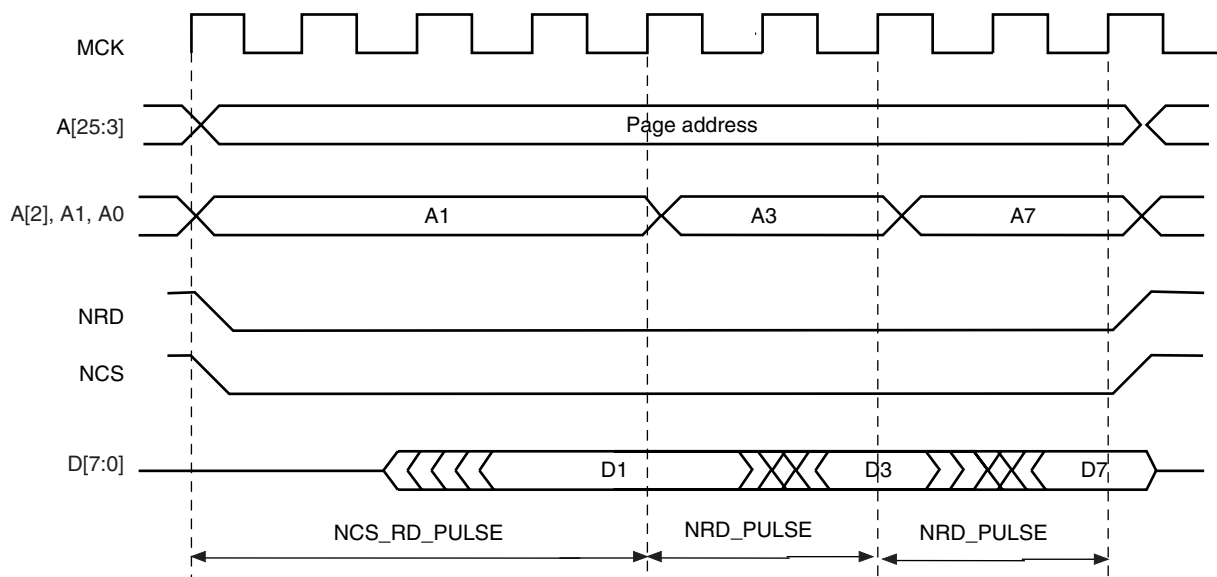 MCK
A[25:3]
Page address
A[2], A1, A0
A1
A3
A7
NRD
NCS
D[7:0]
D1
D3
D7
NCS_RD_PULSE
NRD_PULSE
NRD_PULSE